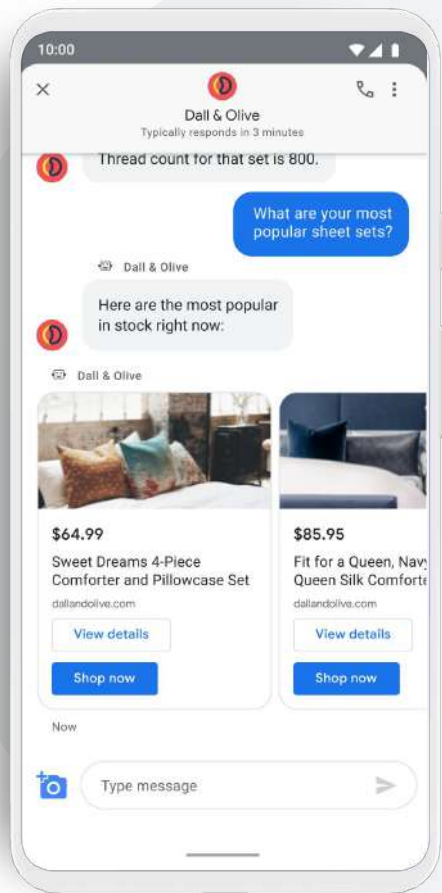 10:00
Dall & Olive
Typically responds in 3 minutes
Thread count for that set is 800.
What are your most
popular sheet sets?
Dall & Olive
Here are the most popular
in stock right now:
Dall & Olive
$64.99
Sweet Dreams 4-Piece
Comforter and Pillowcase Set
dallandolive.com
View details
Shop now
$85.95
Fit for a Queen, Navy
Queen Silk Comforte
dallandolive.com
View details
Shop now
Now
Type message